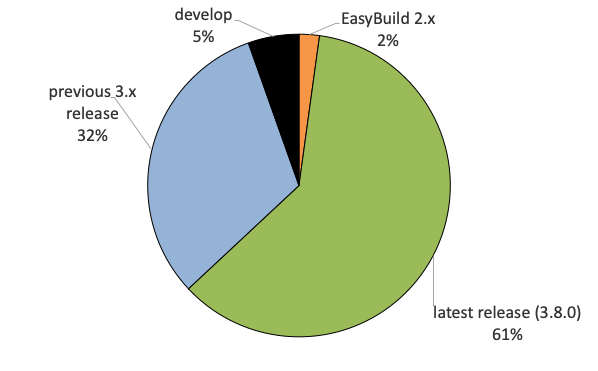 develop
5%
EasyBuild 2.x
2%
previous 3.x
release
32%
latest release (3.8.0)
61%